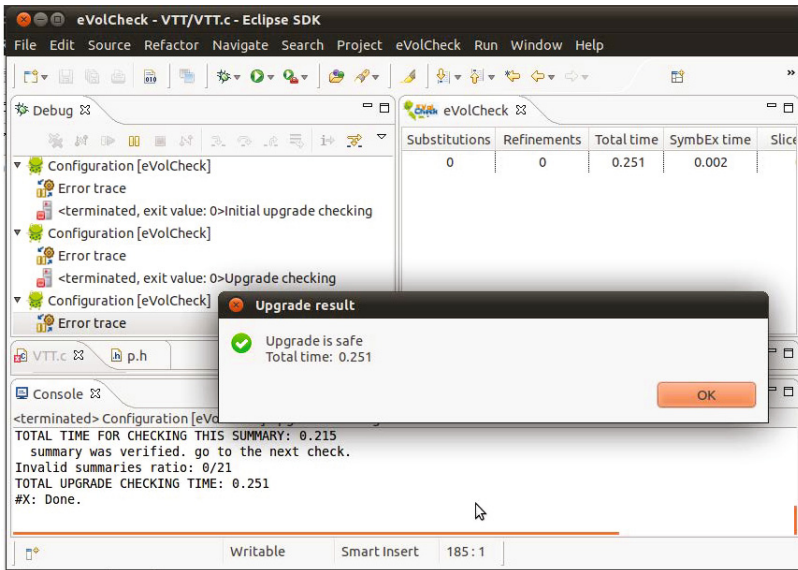 eVolCheck - VTT/VTT.c - Eclipse SDK
File Edit Source Refactor Navigate Search Project eVolCheck Run Window Help
Debug
Configuration [eVolCheck]
Error trace
<terminated, exit value: 0>Initial upgrade checking
Configuration [eVolCheck]
Error trace
<terminated, exit value: 0>Upgrade checking
Configuration [eVolCheck]
Error trace
eVolCheck
Substitutions Refinements Total time SymbEx time Slice
0 0 0.251 0.002
Upgrade result
Upgrade is safe
Total time: 0.251
OK
VTT.c p.h
Console
<terminated> Configuration [eVo
TOTAL TIME FOR CHECKING THIS SUMMARY: 0.215
summary was verified. go to the next check.
Invalid summaries ratio: 0/21
TOTAL UPGRADE CHECKING TIME: 0.251
#X: Done.
Writable Smart Insert 185 : 1